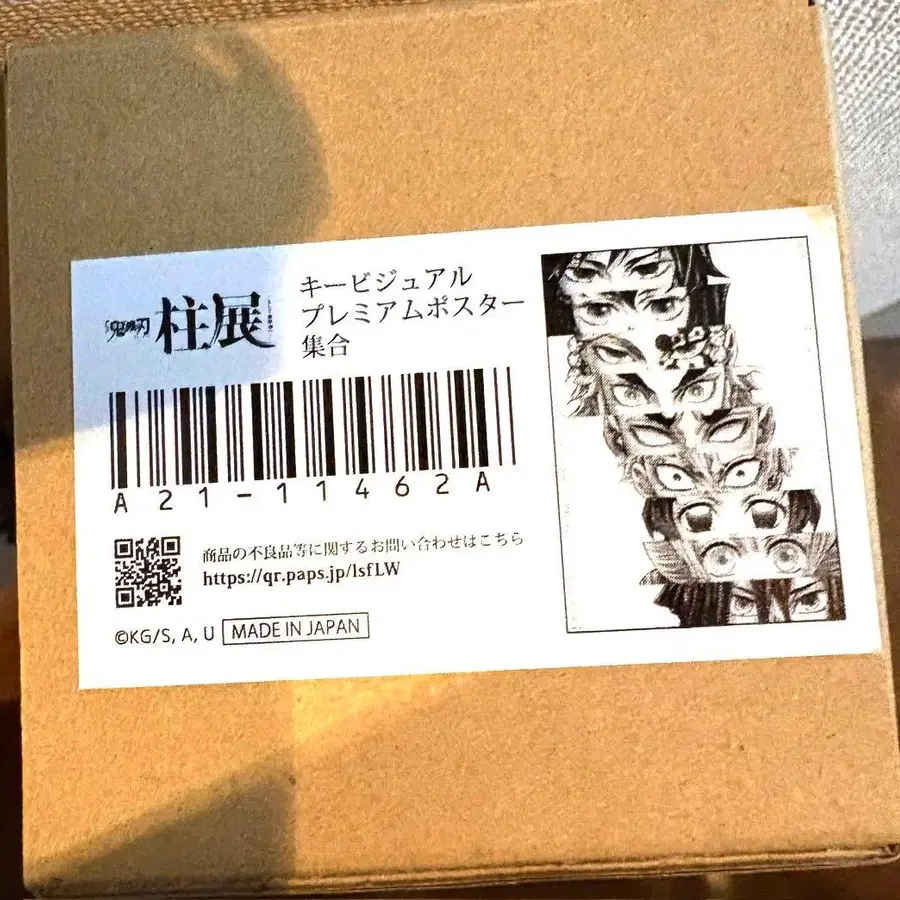 鬼滅の刃 柱展
キービジュアル
プレミアムポスター
集合
A21-11462A
商品の不良品等に関するお問い合わせはこちら
https://qr.paps.jp/lsfLW
©KG/S, A, U MADE IN JAPAN